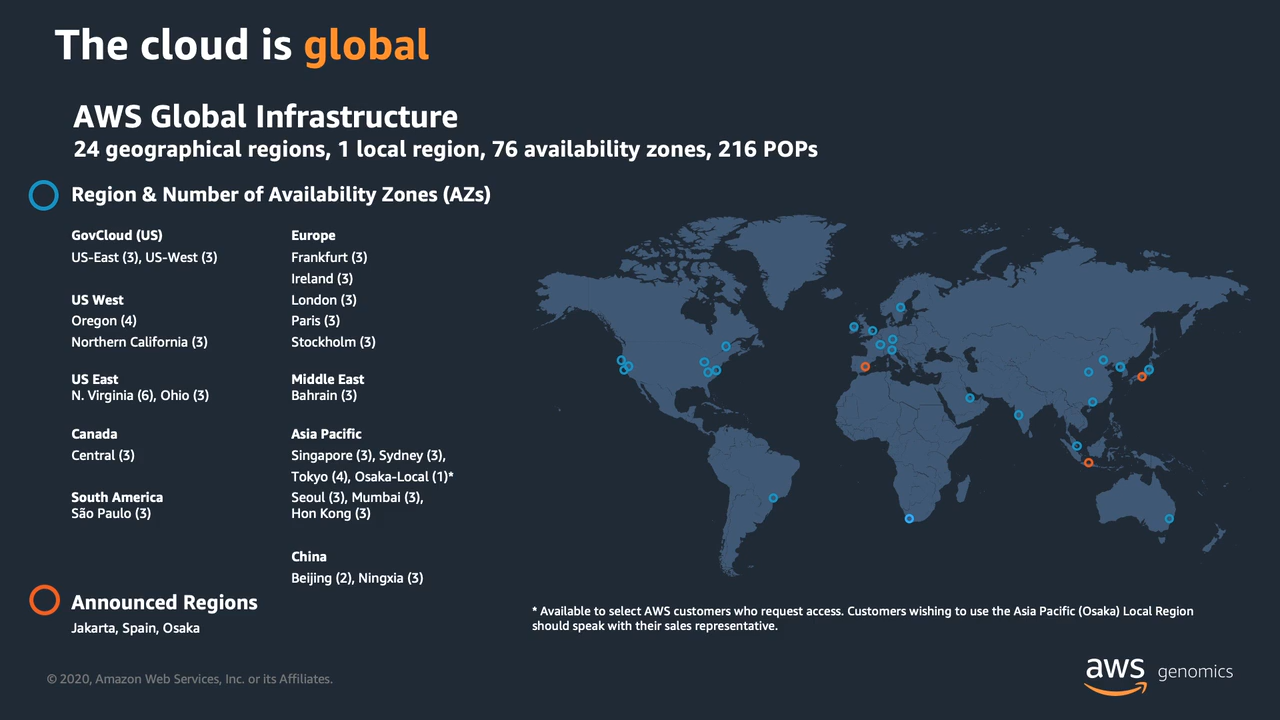 The cloud is global
AWS Global Infrastructure
24 geographical regions, 1 local region, 76 availability zones, 216 POPs
Region & Number of Availability Zones (AZs)
GovCloud (US)
US-East (3), US-West (3)
US West
Oregon (4)
Northern California (3)
US East
N. Virginia (6), Ohio (3)
Canada
Central (3)
South America
São Paulo (3)
Europe
Frankfurt (3)
Ireland (3)
London (3)
Paris (3)
Stockholm (3)
Middle East
Bahrain (3)
Asia Pacific
Singapore (3), Sydney (3),
Tokyo (4), Osaka-Local (1)*
Seoul (3), Mumbai (3),
Hon Kong (3)
China
Beijing (2), Ningxia (3)
Announced Regions
Jakarta, Spain, Osaka
* Available to select AWS customers who request access. Customers wishing to use the Asia Pacific (Osaka) Local Region
should speak with their sales representative.
© 2020, Amazon Web Services, Inc. or its Affiliates.
aws genomics